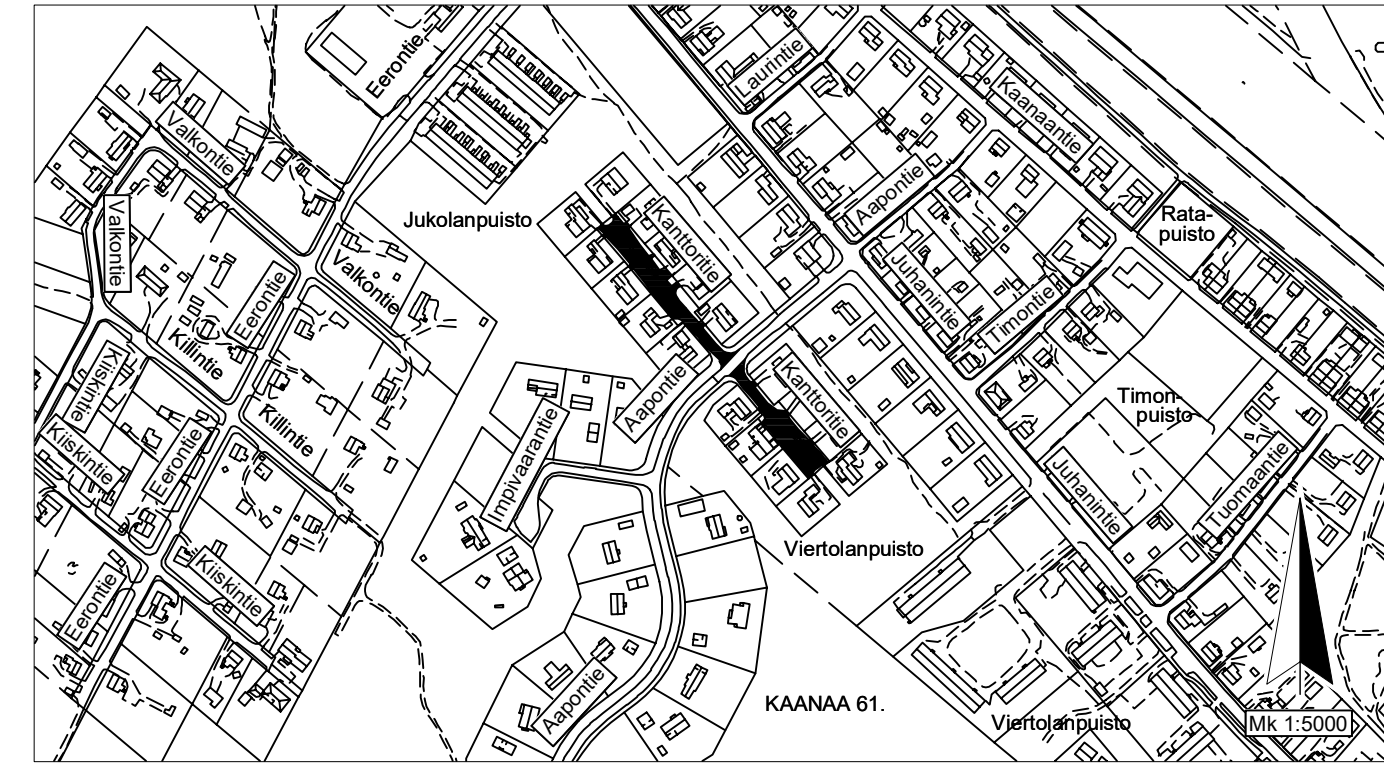 Eerontie
Laurintie
Kaanaantie
Valkontie
Aapontie
Rata-
puisto
Jukolanpuisto
Kanttoritie
Valkontie
Valkontie
Juhanintie
Eerontie
Timontie
Killintie
Kiiskintie
Aapontie
Kanttoritie
Timon-
puisto
Killintie
Impivaarantie
Kiiskintie
Eerontie
Juhanintie
Tuomaantie
Viertolanpuisto
Kiiskintie
Eerontie
Aapontie
KAANAA 61.
Viertolanpuisto
Mk 1:5000